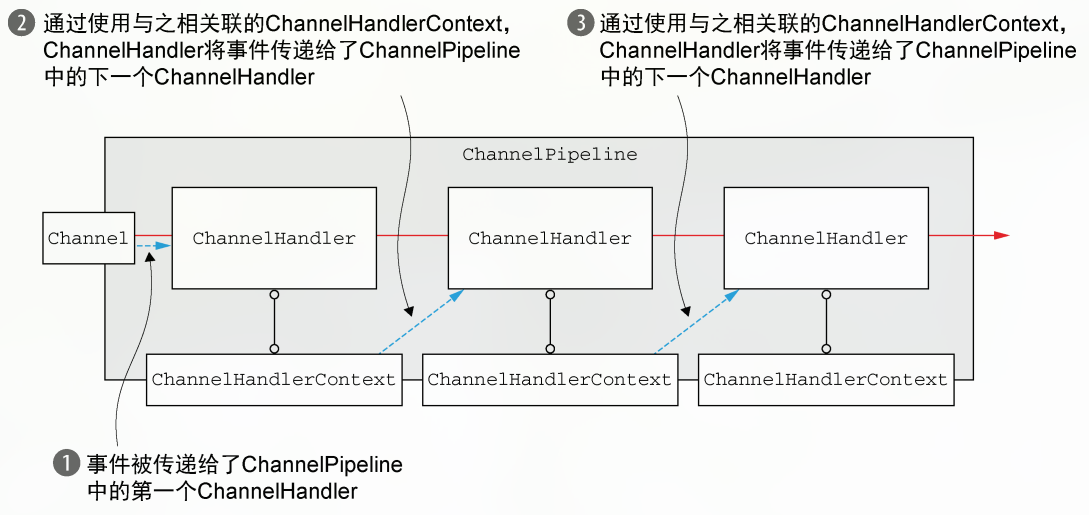 2 通过使用与之相关联的ChannelHandlerContext，
ChannelHandler将事件传递给了ChannelPipeline
中的下一个ChannelHandler
3 通过使用与之相关联的ChannelHandlerContext，
ChannelHandler将事件传递给了ChannelPipeline
中的下一个ChannelHandler
ChannelPipeline
Channel
ChannelHandler
ChannelHandler
ChannelHandler
ChannelHandlerContext
ChannelHandlerContext
ChannelHandlerContext
1 事件被传递给了ChannelPipeline
中的第一个ChannelHandler